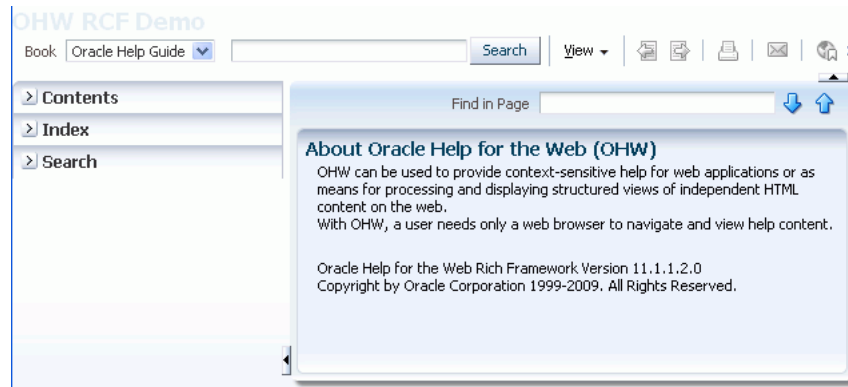 OHW RCF Demo
Book Oracle Help Guide Search View
Contents
Index
Search
Find in Page
About Oracle Help for the Web (OHW)
OHW can be used to provide context-sensitive help for web applications or as
means for processing and displaying structured views of independent HTML
content on the web.
With OHW, a user needs only a web browser to navigate and view help content.
Oracle Help for the Web Rich Framework Version 11.1.1.2.0
Copyright by Oracle Corporation 1999-2009. All Rights Reserved.